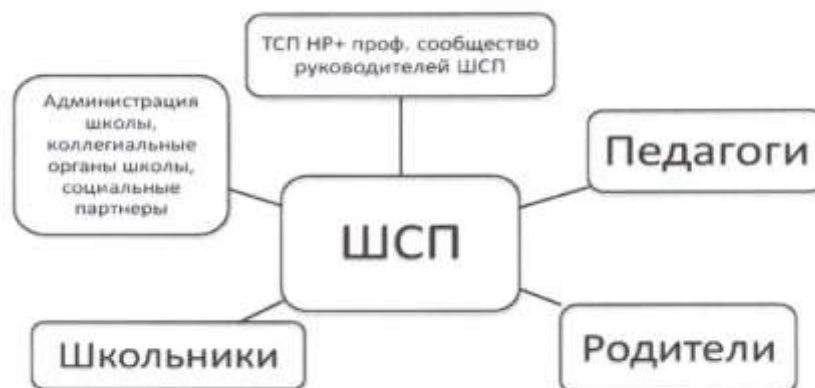 ТСП НР+ проф. сообщество
руководителей ШСП
Администрация
школы,
коллегиальные
органы школы,
социальные
партнеры
Педагоги
ШСП
Школьники
Родители